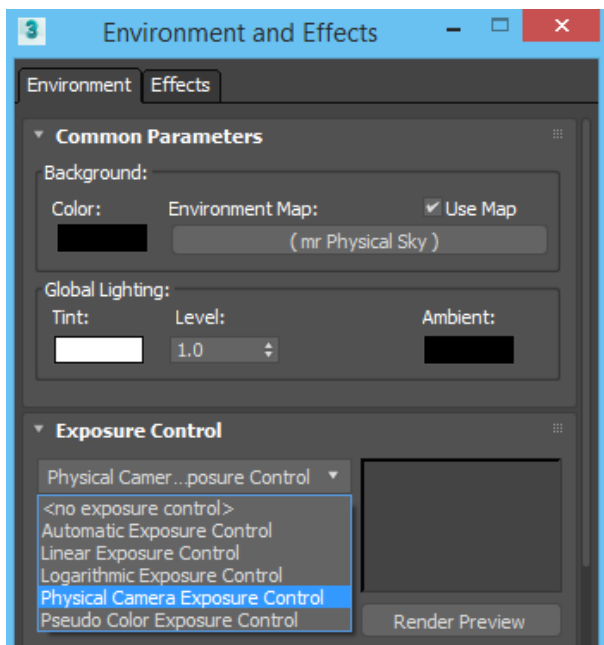 3 Environment and Effects
Environment Effects
Common Parameters
Background:
Color: Environment Map: Use Map
( mr Physical Sky )
Global Lighting:
Tint: Level: Ambient:
1.0
Exposure Control
Physical Camer...posure Control
<no exposure control>
Automatic Exposure Control
Linear Exposure Control
Logarithmic Exposure Control
Physical Camera Exposure Control
Pseudo Color Exposure Control
Render Preview